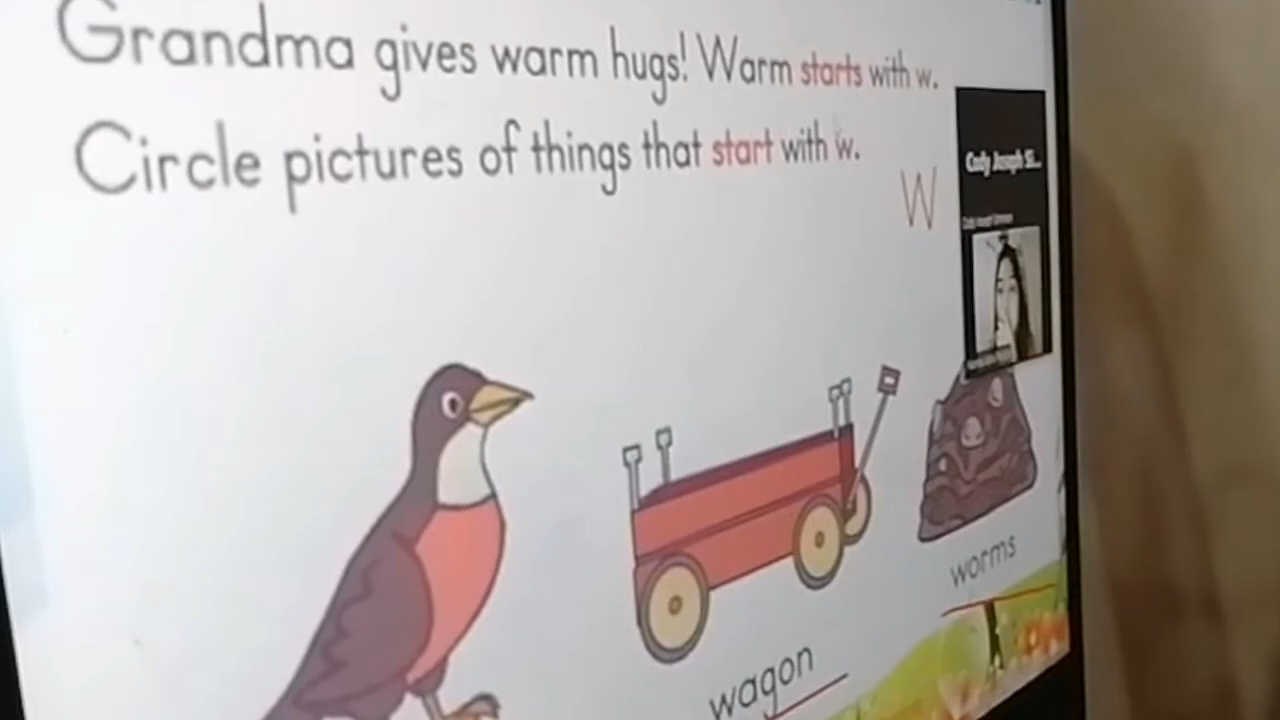 Grandma gives warm hugs! Warm starts with w.
Circle pictures of things that start with w.
W
worms
wagon